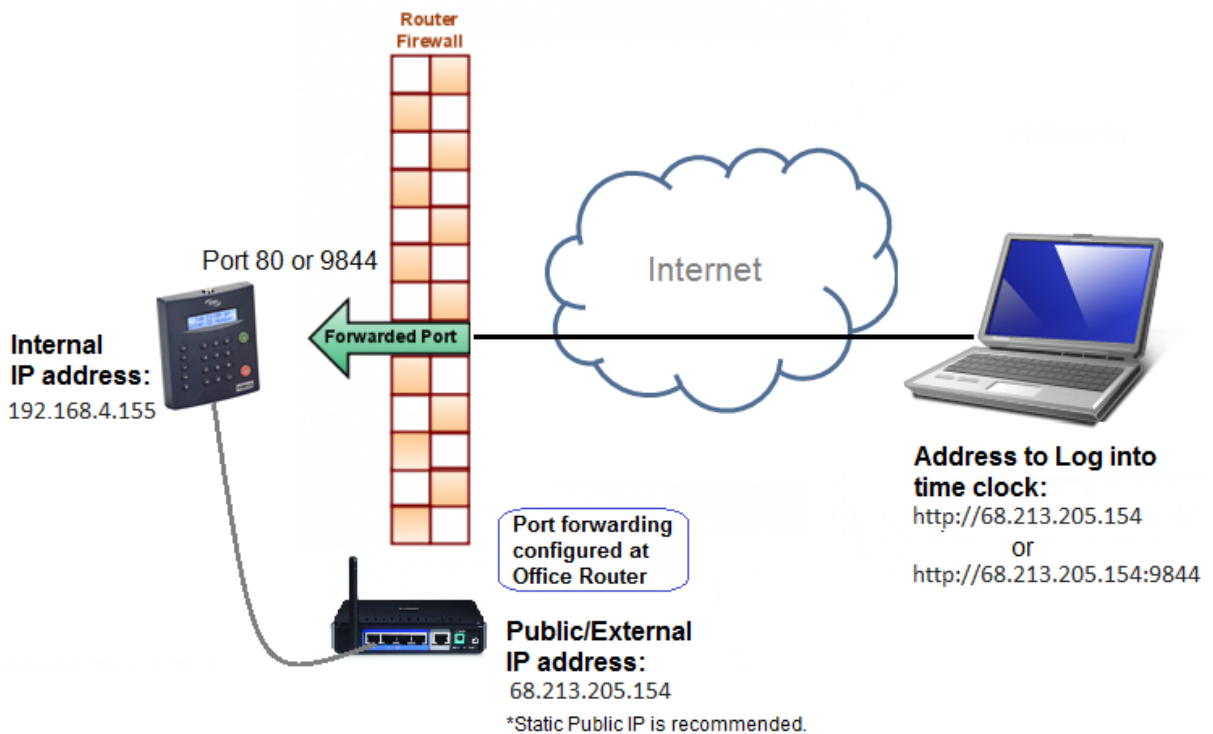 Router
Firewall
Port 80 or 9844
Internet
Forwarded Port
Internal
IP address:
192.168.4.155
Address to Log into
time clock:
http://68.213.205.154
or
http://68.213.205.154:9844
Port forwarding
configured at
Office Router
Public/External
IP address:
68.213.205.154
*Static Public IP is recommended.